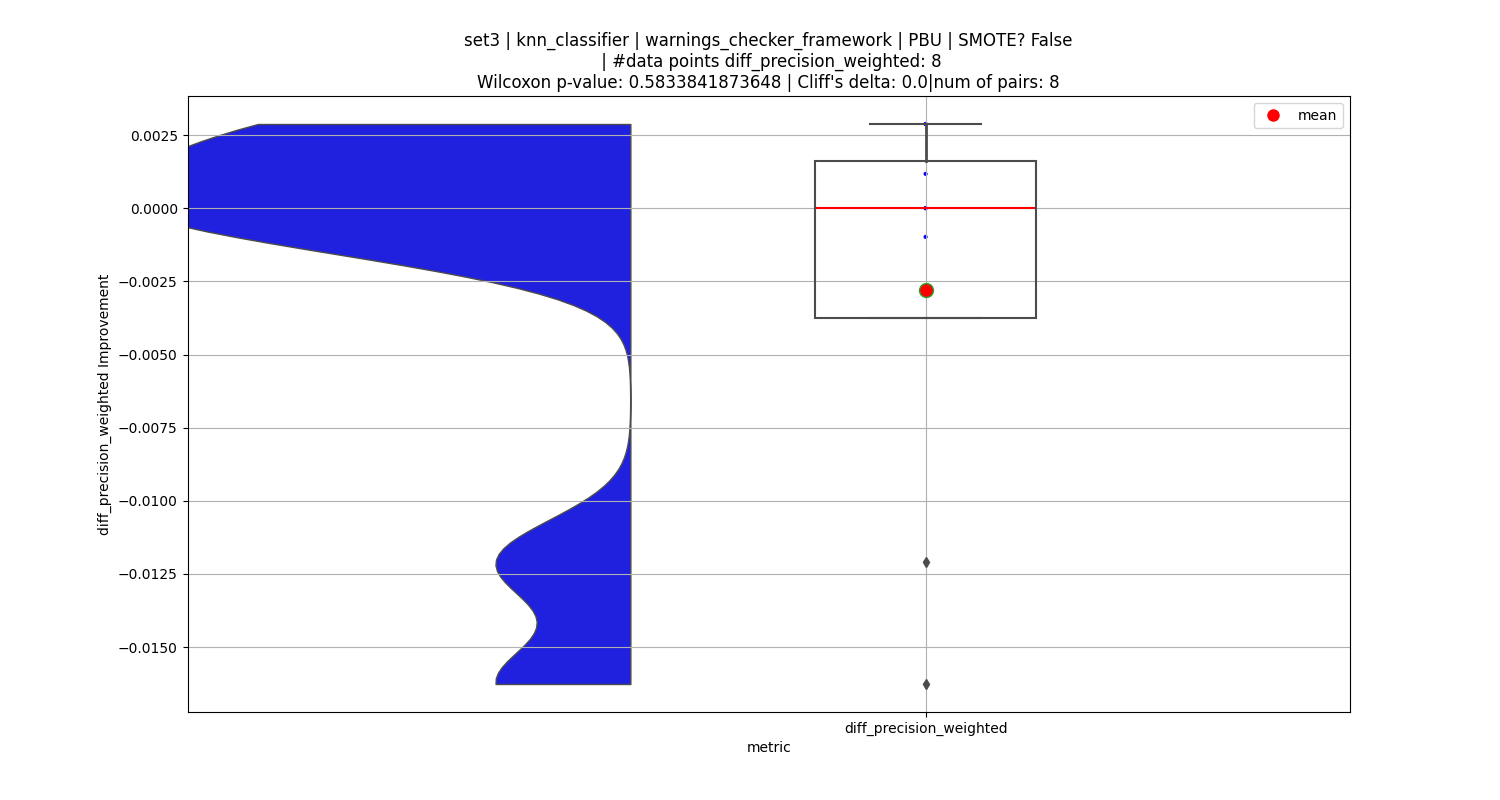 set3 | knn_classifier | warnings_checker_framework | PBU | SMOTE? False
| #data points diff_precision_weighted: 8
Wilcoxon p-value: 0.5833841873648 | Cliff's delta: 0.0|num of pairs: 8
mean
0.0025
0.0000
−0.0025
−0.0050
−0.0075
−0.0100
−0.0125
−0.0150
diff_precision_weighted Improvement
diff_precision_weighted
metric